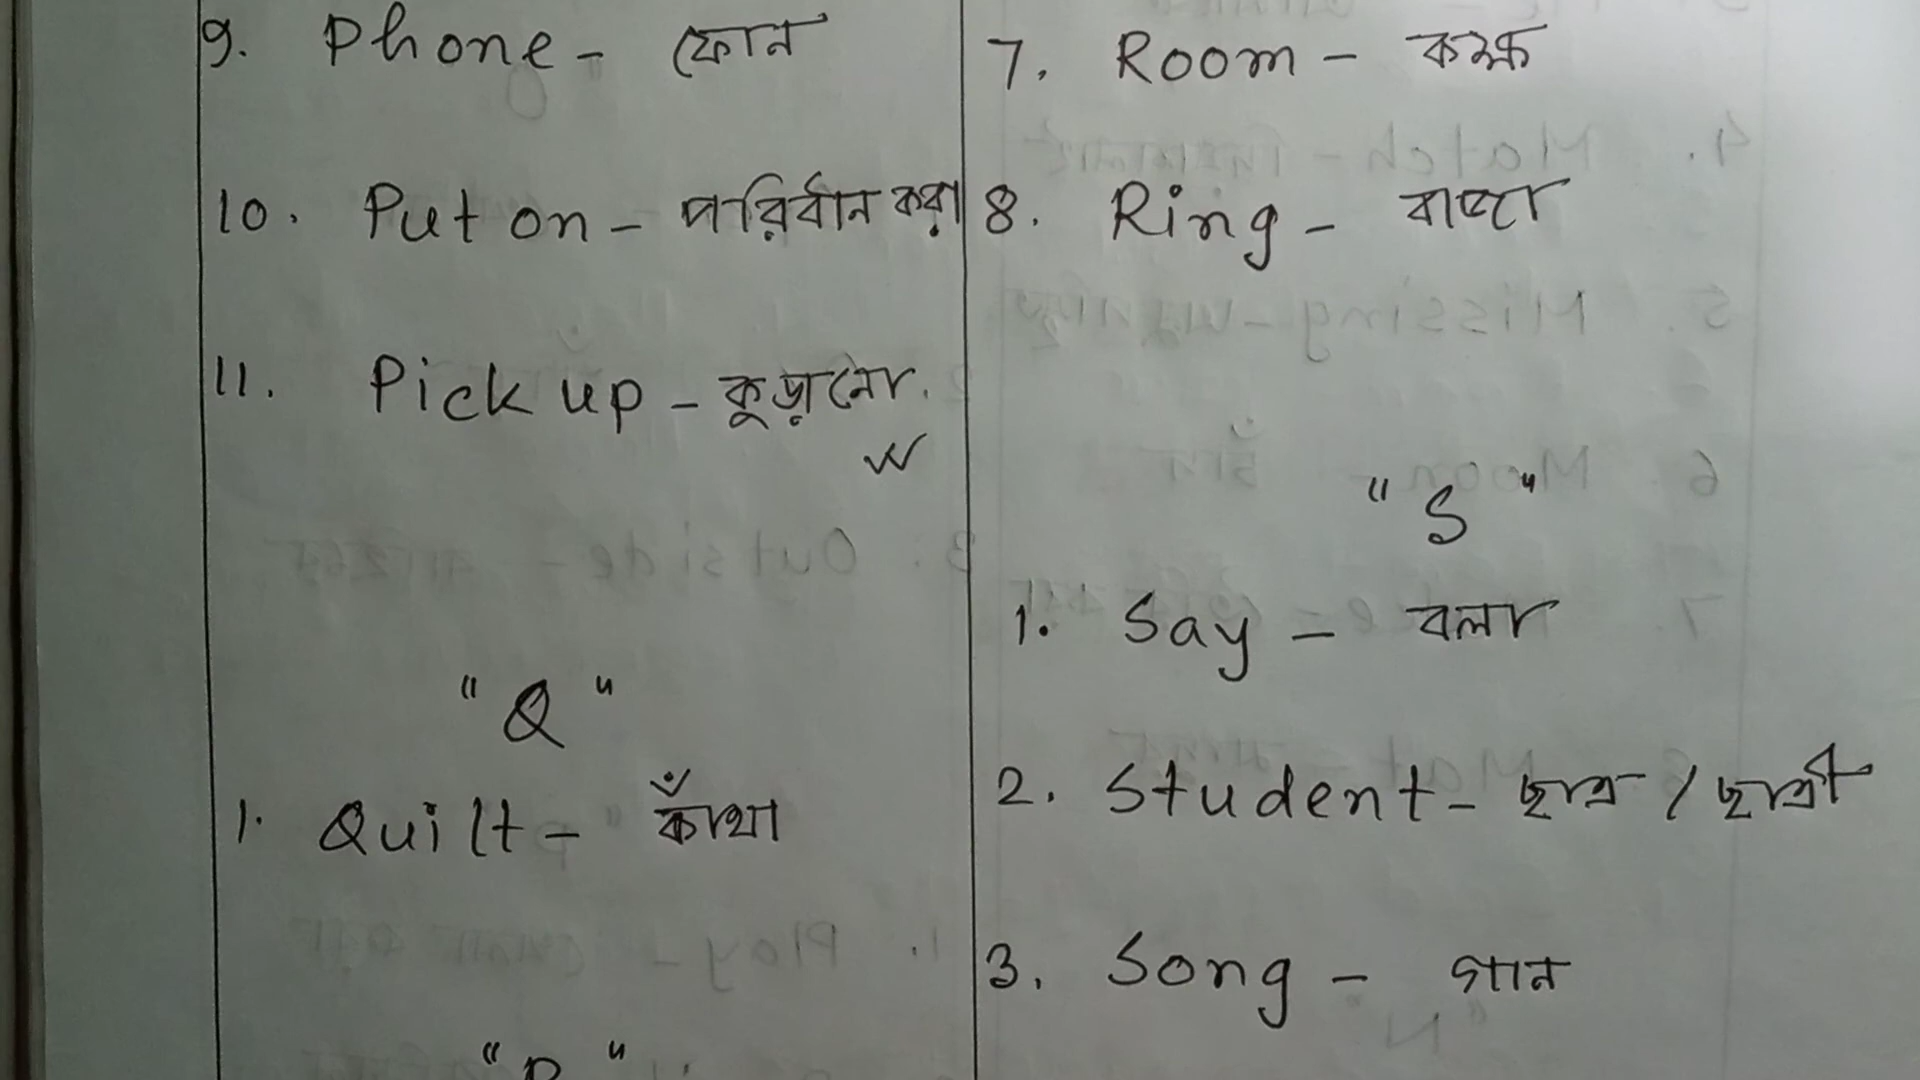 9. Phone - ফোন
10. Put on - পরিধান করা
11. Pick up - কুড়ানো.
"Q"
1. Quilt - কাঁথা
"R"
7. Room - কক্ষ
8. Ring - বাজা
"S"
1. Say - বলা
2. Student - ছাত্র / ছাত্রী
3. Song - গান